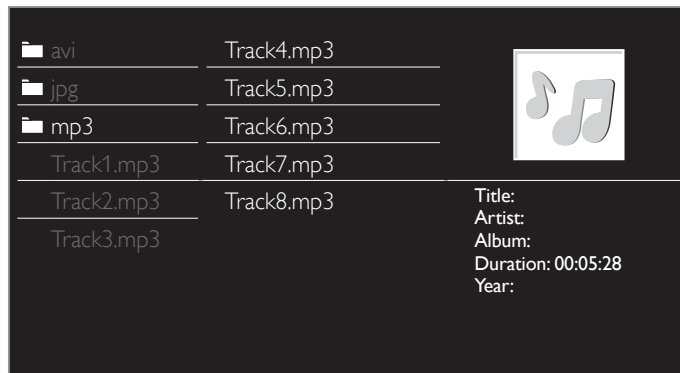 avi
jpg
mp3
Track1.mp3
Track2.mp3
Track3.mp3
Track4.mp3
Track5.mp3
Track6.mp3
Track7.mp3
Track8.mp3
Title:
Artist:
Album:
Duration: 00:05:28
Year: